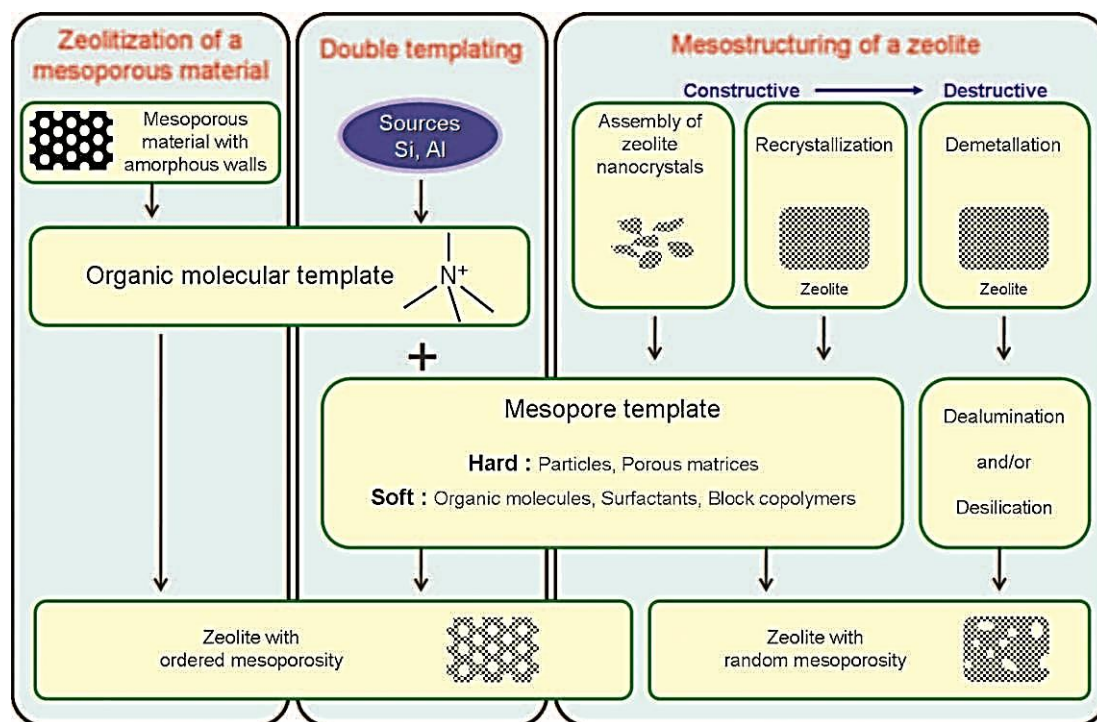 Zeolitization of a
mesoporous material
Mesoporous
material with
amorphous walls
Double templating
Sources
Si, Al
Organic molecular template
N+
+
Mesostructuring of a zeolite
Constructive
Destructive
Assembly of
zeolite
nanocrystals
Recrystallization
Zeolite
Demetallation
Zeolite
Mesopore template
Hard : Particles, Porous matrices
Soft : Organic molecules, Surfactants, Block copolymers
Dealumination
and/or
Desilication
Zeolite with
ordered mesoporosity
Zeolite with
random mesoporosity